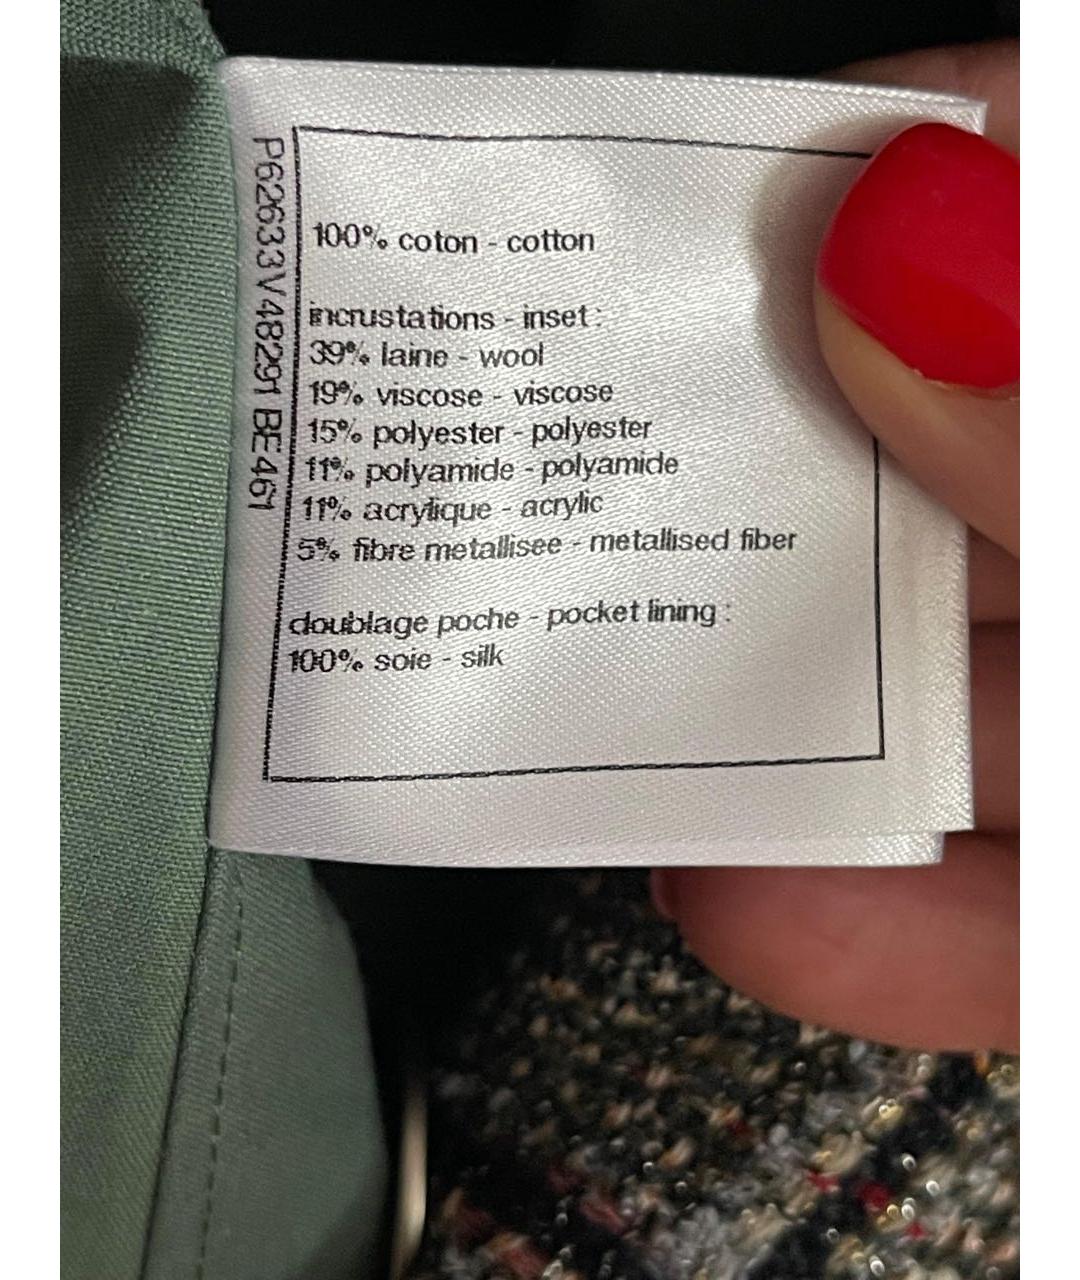 P62633V48291 BE461
100% coton - cotton
incrustations - inset :
39% laine - wool
19% viscose - viscose
15% polyester - polyester
11% polyamide - polyamide
11% acrylique - acrylic
5% fibre metallisee - metallised fiber
doublage poche - pocket lining :
100% soie - silk